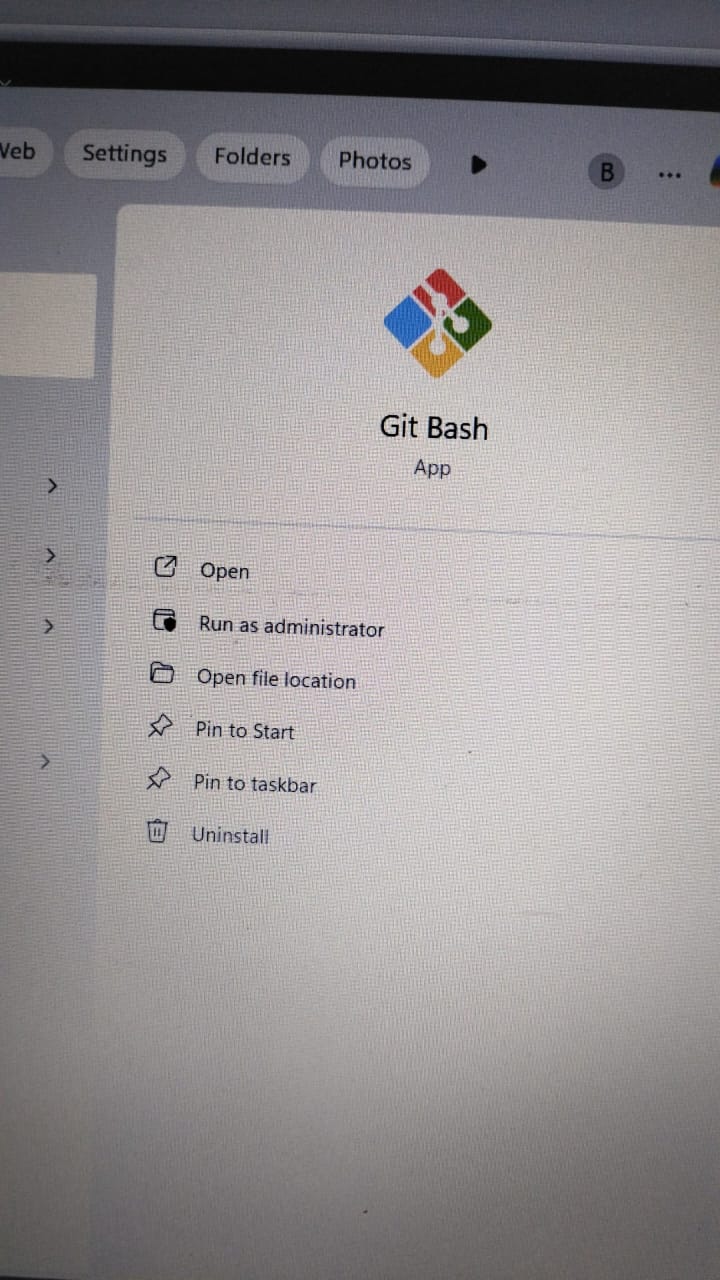 Settings
Folders
Photos
B
...
Git Bash
App
Open
Run as administrator
Open file location
Pin to Start
Pin to taskbar
Uninstall